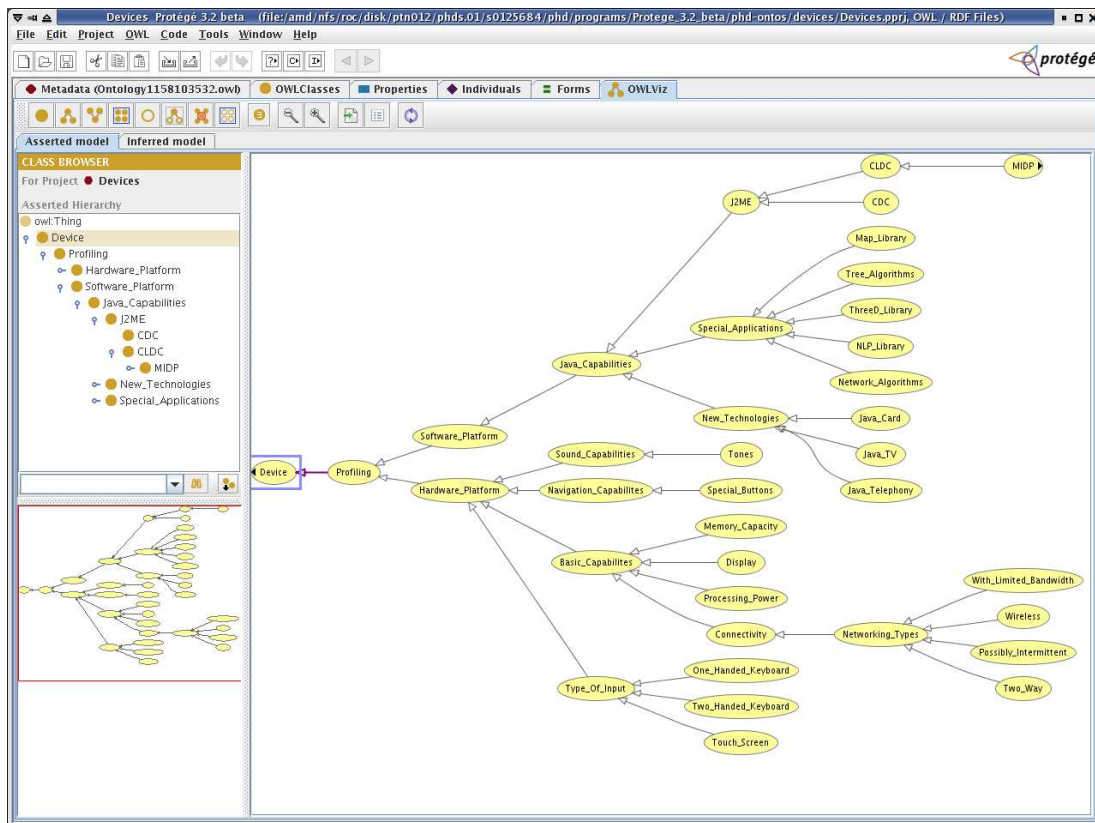 Devices Protégé 3.2 beta (file:/amd/nfs/roc/disk/ptn012/phds.01/s0125684/phd/programs/Protege_3.2_beta/phd-ontos/devices/Devices.pprj, OWL / RDF Files)
File Edit Project OWL Code Tools Window Help
protégé
Metadata (Ontology1158103532.owl) OWLClasses Properties Individuals Forms OWLViz
Asserted model Inferred model
CLASS BROWSER
For Project Devices
Asserted Hierarchy
owl:Thing
Device
Profiling
Hardware_Platform
Software_Platform
Java_Capabilities
J2ME
CDC
CLDC
MIDP
New_Technologies
Special_Applications
CLDC MIDP
J2ME CDC
Map_Library
Tree_Algorithms
ThreeD_Library
Special_Applications
NLP_Library
Java_Capabilities
Network_Algorithms
New_Technologies Java_Card
Software_Platform
Sound_Capabilities Tones Java_TV
Device Profiling
Hardware_Platform Navigation_Capabilites Special_Buttons Java_Telephony
Memory_Capacity
Basic_Capabilites Display
With_Limited_Bandwidth
Processing_Power
Wireless
Connectivity Networking_Types
Possibly_Intermittent
One_Handed_Keyboard
Type_Of_Input Two_Way
Two_Handed_Keyboard
Touch_Screen